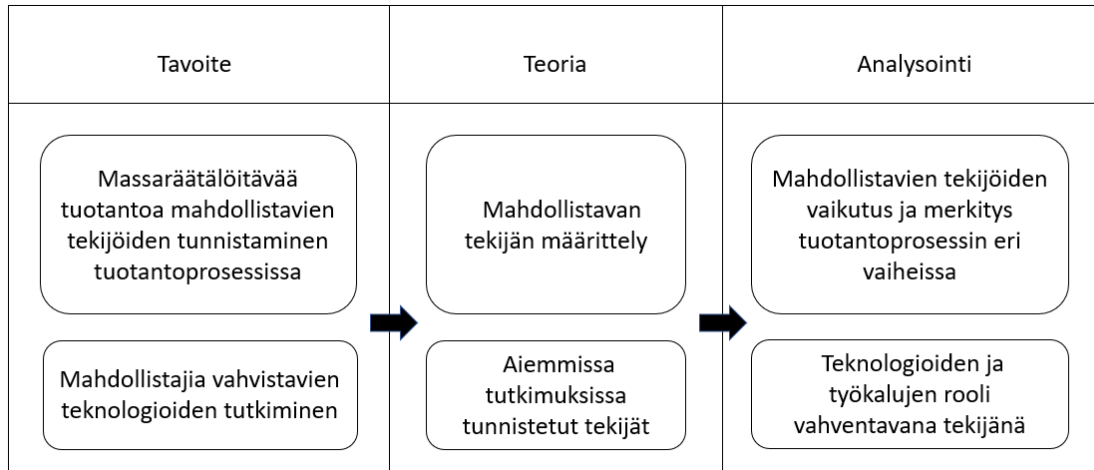 Tavoite
Teoria
Analysointi
Massaräätälöitävää
tuotantoa mahdollistavien
tekijöiden tunnistaminen
tuotantoprosessissa
Mahdollistavan
tekijän määrittely
Mahdollistavien tekijöiden
vaikutus ja merkitys
tuotantoprosessin eri
vaiheissa
Mahdollistajia vahvistavien
teknologioiden tutkiminen
Aiemmissa
tutkimuksissa
tunnistetut tekijät
Teknologioiden ja
työkalujen rooli
vahventavana tekijänä